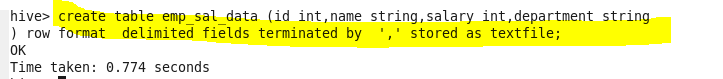 hive> create table emp_sal_data (id int,name string,salary int,department string
) row format  delimited fields terminated by  ',' stored as textfile;
OK
Time taken: 0.774 seconds